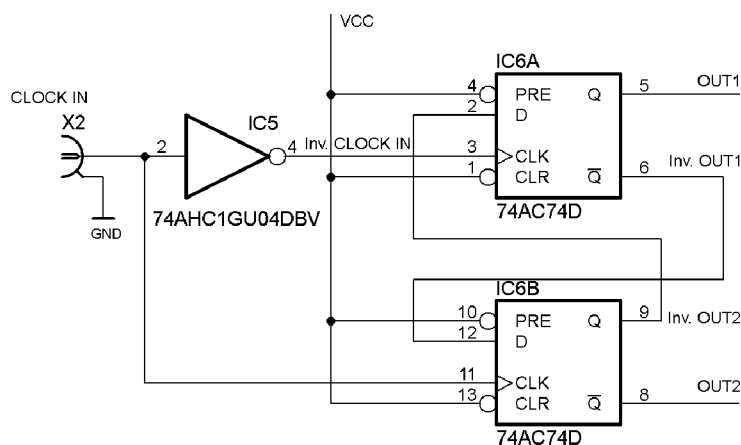 VCC
IC6A
CLOCK IN
X2
IC5
2
4
Inv. CLOCK IN
74AHC1GU04DBV
GND
4
2
3
1
PRE
D
CLK
CLR
Q
Q
5
6
OUT1
Inv. OUT1
74AC74D
IC6B
10
12
11
13
PRE
D
CLK
CLR
Q
Q
9
8
Inv. OUT2
OUT2
74AC74D